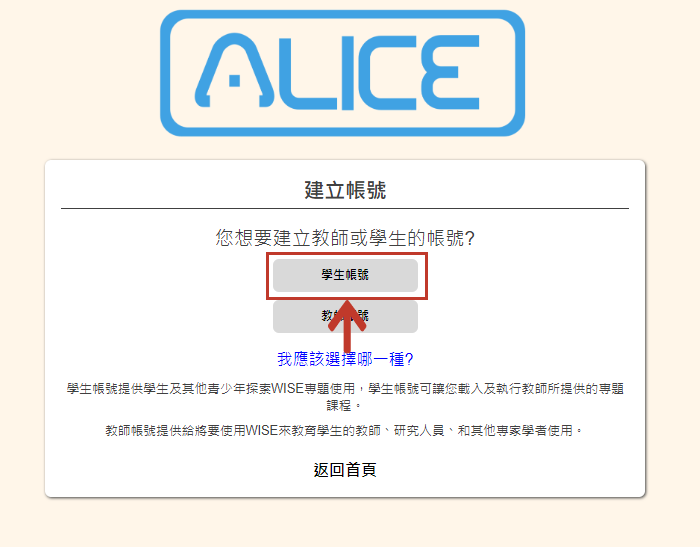 ALICE
建立帳號
您想要建立教師或學生的帳號?
學生帳號
教師帳號
我應該選擇哪一種?
學生帳號提供學生及其他青少年探索WISE專題使用，學生帳號可讓您載入及執行教師所提供的專題
課程。
教師帳號提供給將要使用WISE來教育學生的教師、研究人員、和其他專家學者使用。
返回首頁